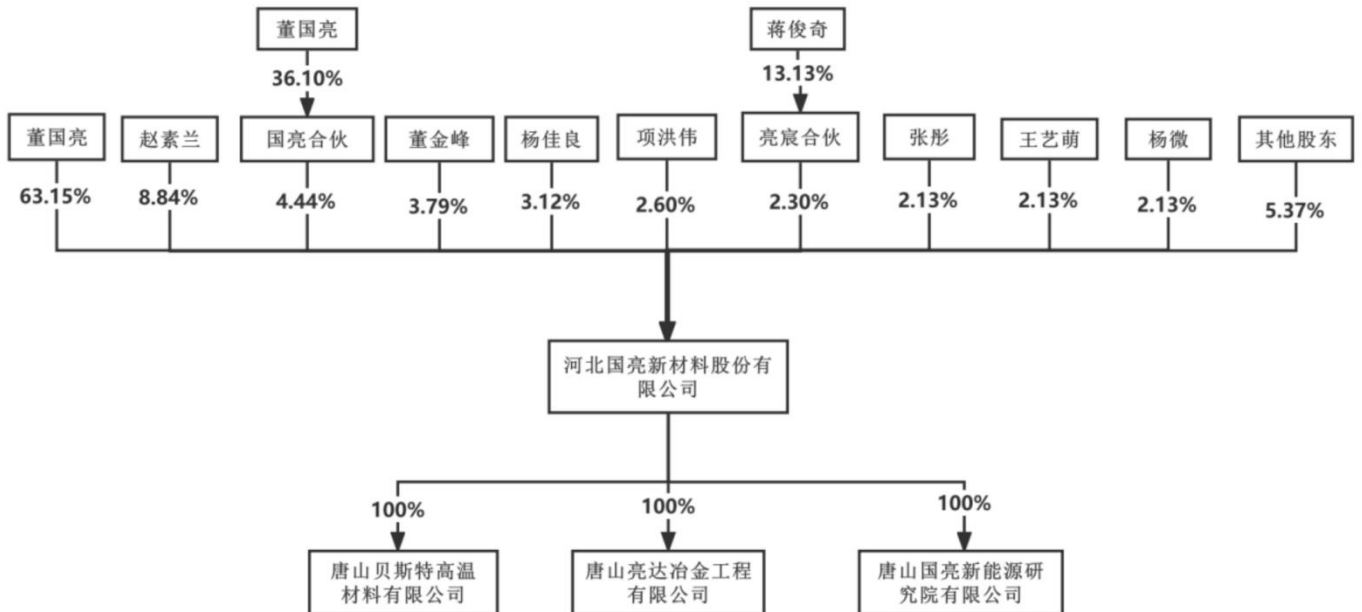 董国亮
蒋俊奇
36.10%
13.13%
董国亮
赵素兰
国亮合伙
董金峰
杨佳良
项洪伟
亮宸合伙
张彤
王艺萌
杨微
其他股东
63.15%
8.84%
4.44%
3.79%
3.12%
2.60%
2.30%
2.13%
2.13%
2.13%
5.37%
河北国亮新材料股份有
限公司
100%
100%
100%
唐山贝斯特高温
材料有限公司
唐山亮达冶金工程
有限公司
唐山国亮新能源研
究院有限公司